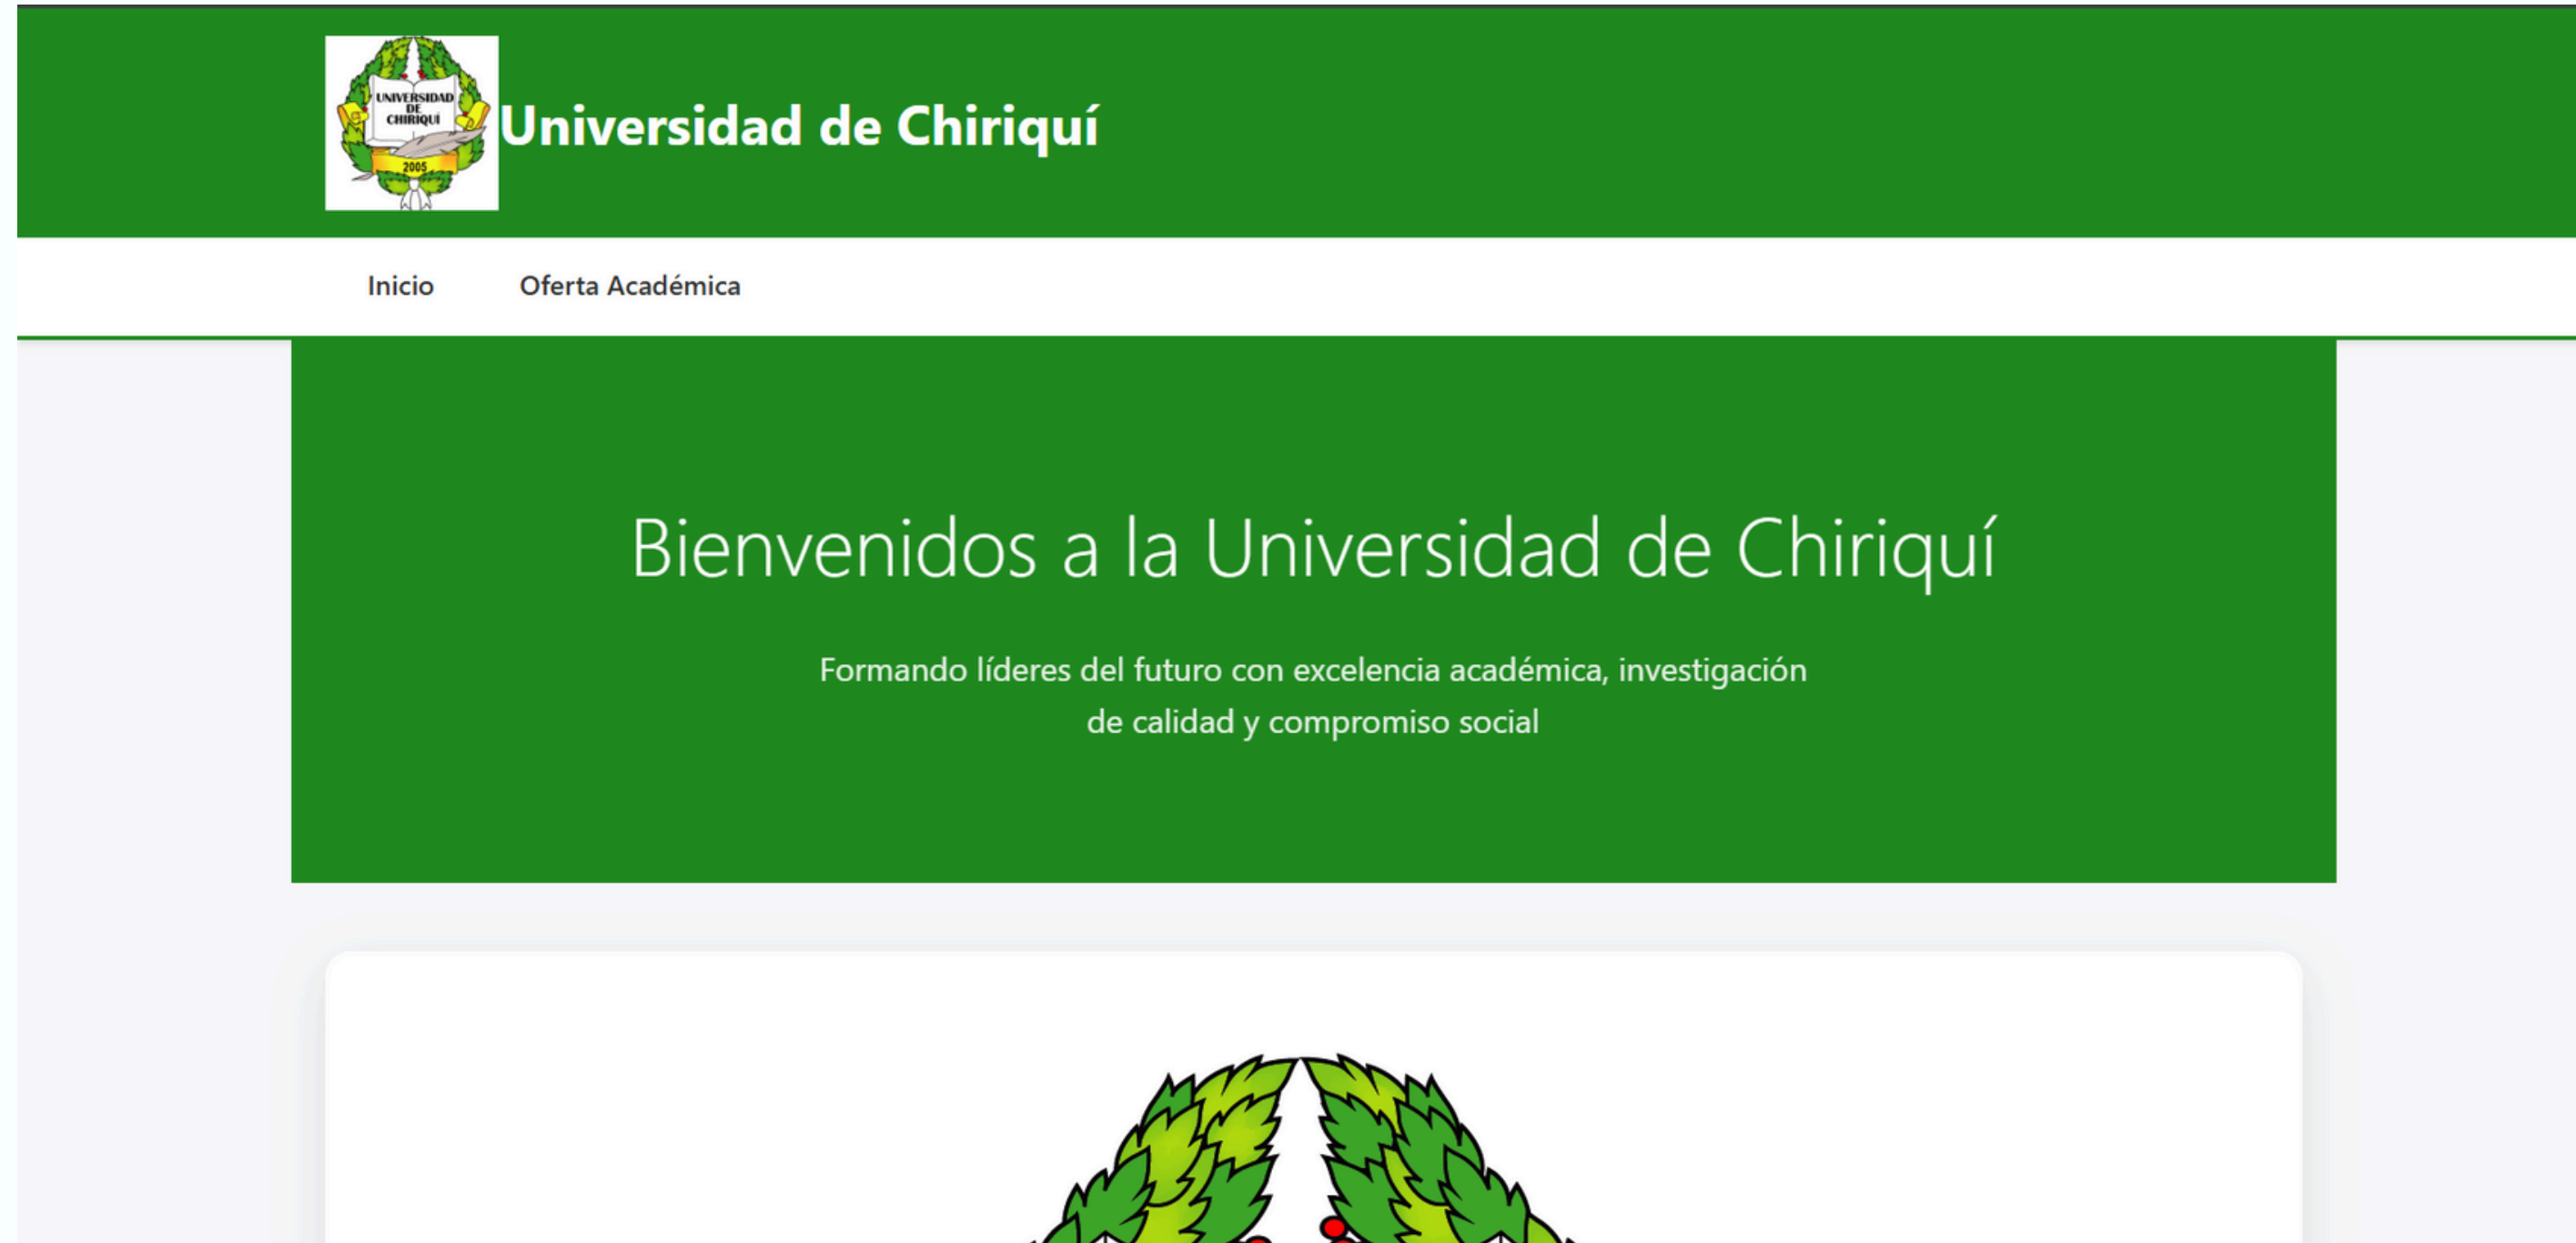 UNIVERSIDAD
DE
CHIRIQUÍ
2005
Universidad de Chiriquí
Inicio
Oferta Académica
Bienvenidos a la Universidad de Chiriquí
Formando líderes del futuro con excelencia académica, investigación
de calidad y compromiso social